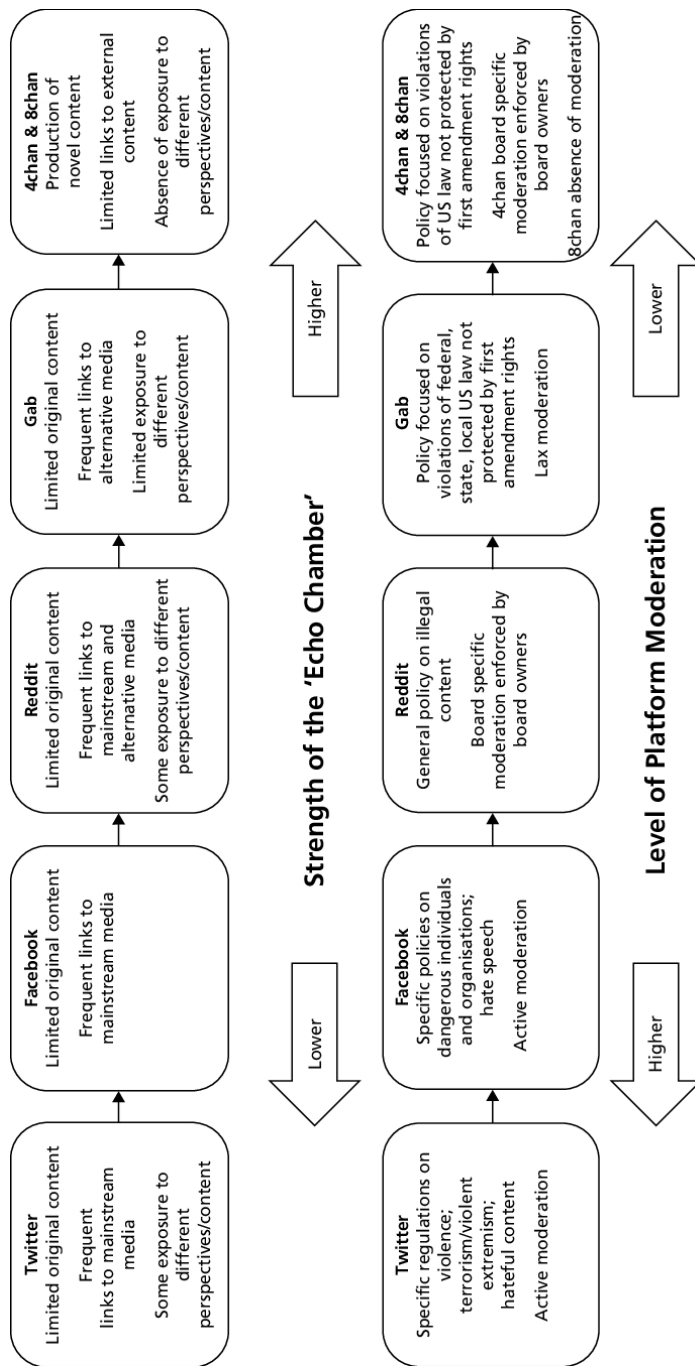 Twitter
Limited original content
Frequent
links to mainstream
media
Some exposure to
different
perspectives/content
Facebook
Limited original content
Frequent links to
mainstream media
Reddit
Limited original content
Frequent links to
mainstream and
alternative media
Some exposure to different
perspectives/content
Gab
Limited original content
Frequent links to
alternative media
Limited exposure to
different
perspectives/content
4chan & 8chan
Production of
novel content
Limited links to external
content
Absence of exposure to
different
perspectives/content
Lower
Strength of the ‘Echo Chamber’
Higher
Twitter
Specific regulations on
violence;
terrorism/violent
extremism;
hateful content
Active moderation
Facebook
Specific policies on
dangerous individuals
and organisations;
hate speech
Active moderation
Reddit
General policy on illegal
content
Board specific
moderation enforced by
board owners
Gab
Policy focused on
violations of federal,
state, local US law not
protected by first
amendment rights
Lax moderation
4chan & 8chan
Policy focused on violations
of US law not protected by
first amendment rights
4chan board specific
moderation enforced by
board owners
8chan absence of moderation
Higher
Level of Platform Moderation
Lower